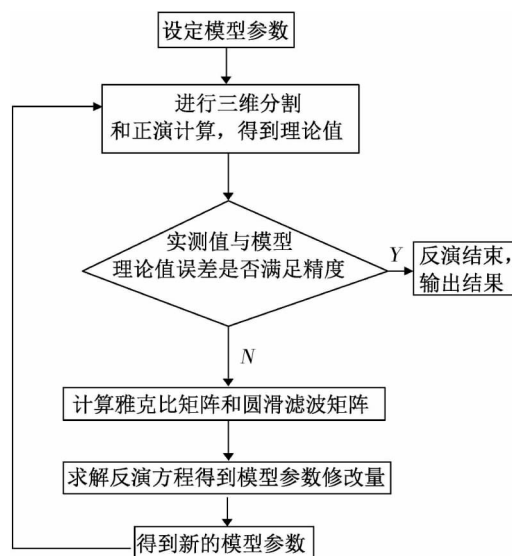 设定模型参数
进行三维分割
和正演计算，得到理论值
实测值与模型
理论值误差是否满足精度
Y
反演结束，
输出结果
N
计算雅克比矩阵和圆滑滤波矩阵
求解反演方程得到模型参数修改量
得到新的模型参数